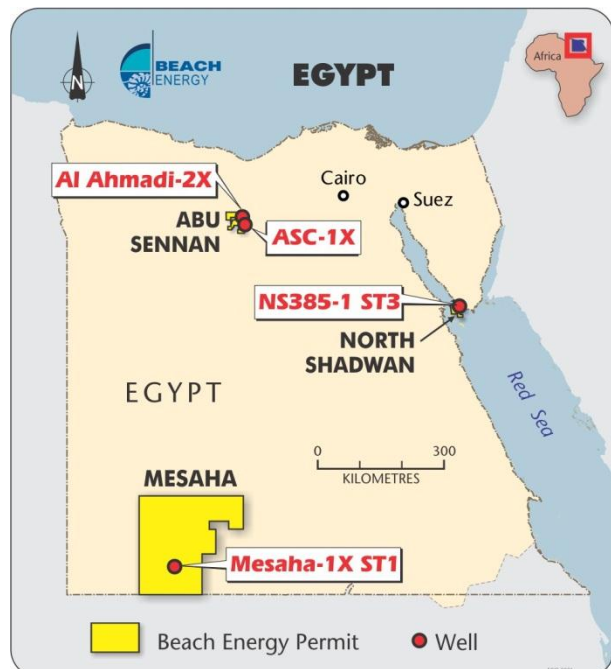 N
BEACH
ENERGY
EGYPT
Africa
Al Ahmadi-2X
Cairo
Suez
ABU
SENNAN
ASC-1X
NS385-1 ST3
NORTH
SHADWAN
EGYPT
Red Sea
0 300
KILOMETRES
MESAHA
Mesaha-1X ST1
Beach Energy Permit
Well